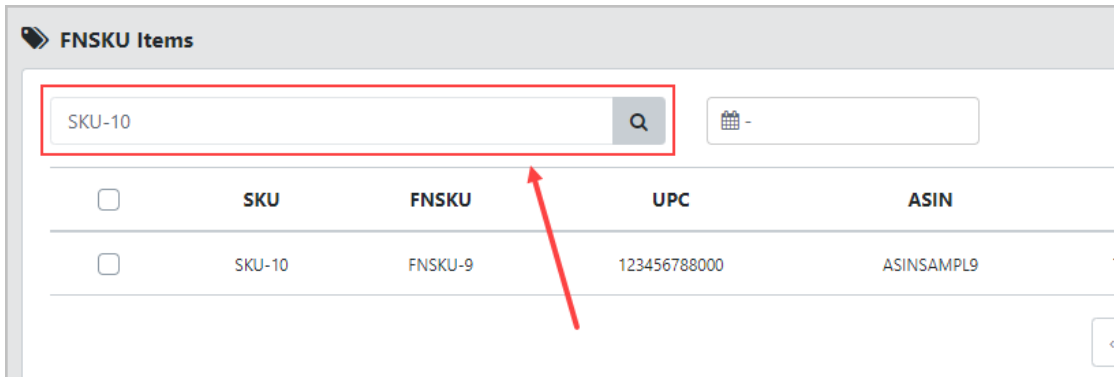 FNSKU Items
SKU-10 -
SKU FNSKU UPC ASIN
SKU-10 FNSKU-9 123456788000 ASINSAMPL9
«